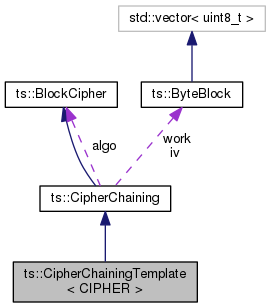 std::vector< uint8_t >
ts::BlockCipher
ts::ByteBlock
algo
work
iv
ts::CipherChaining
ts::CipherChainingTemplate
< CIPHER >